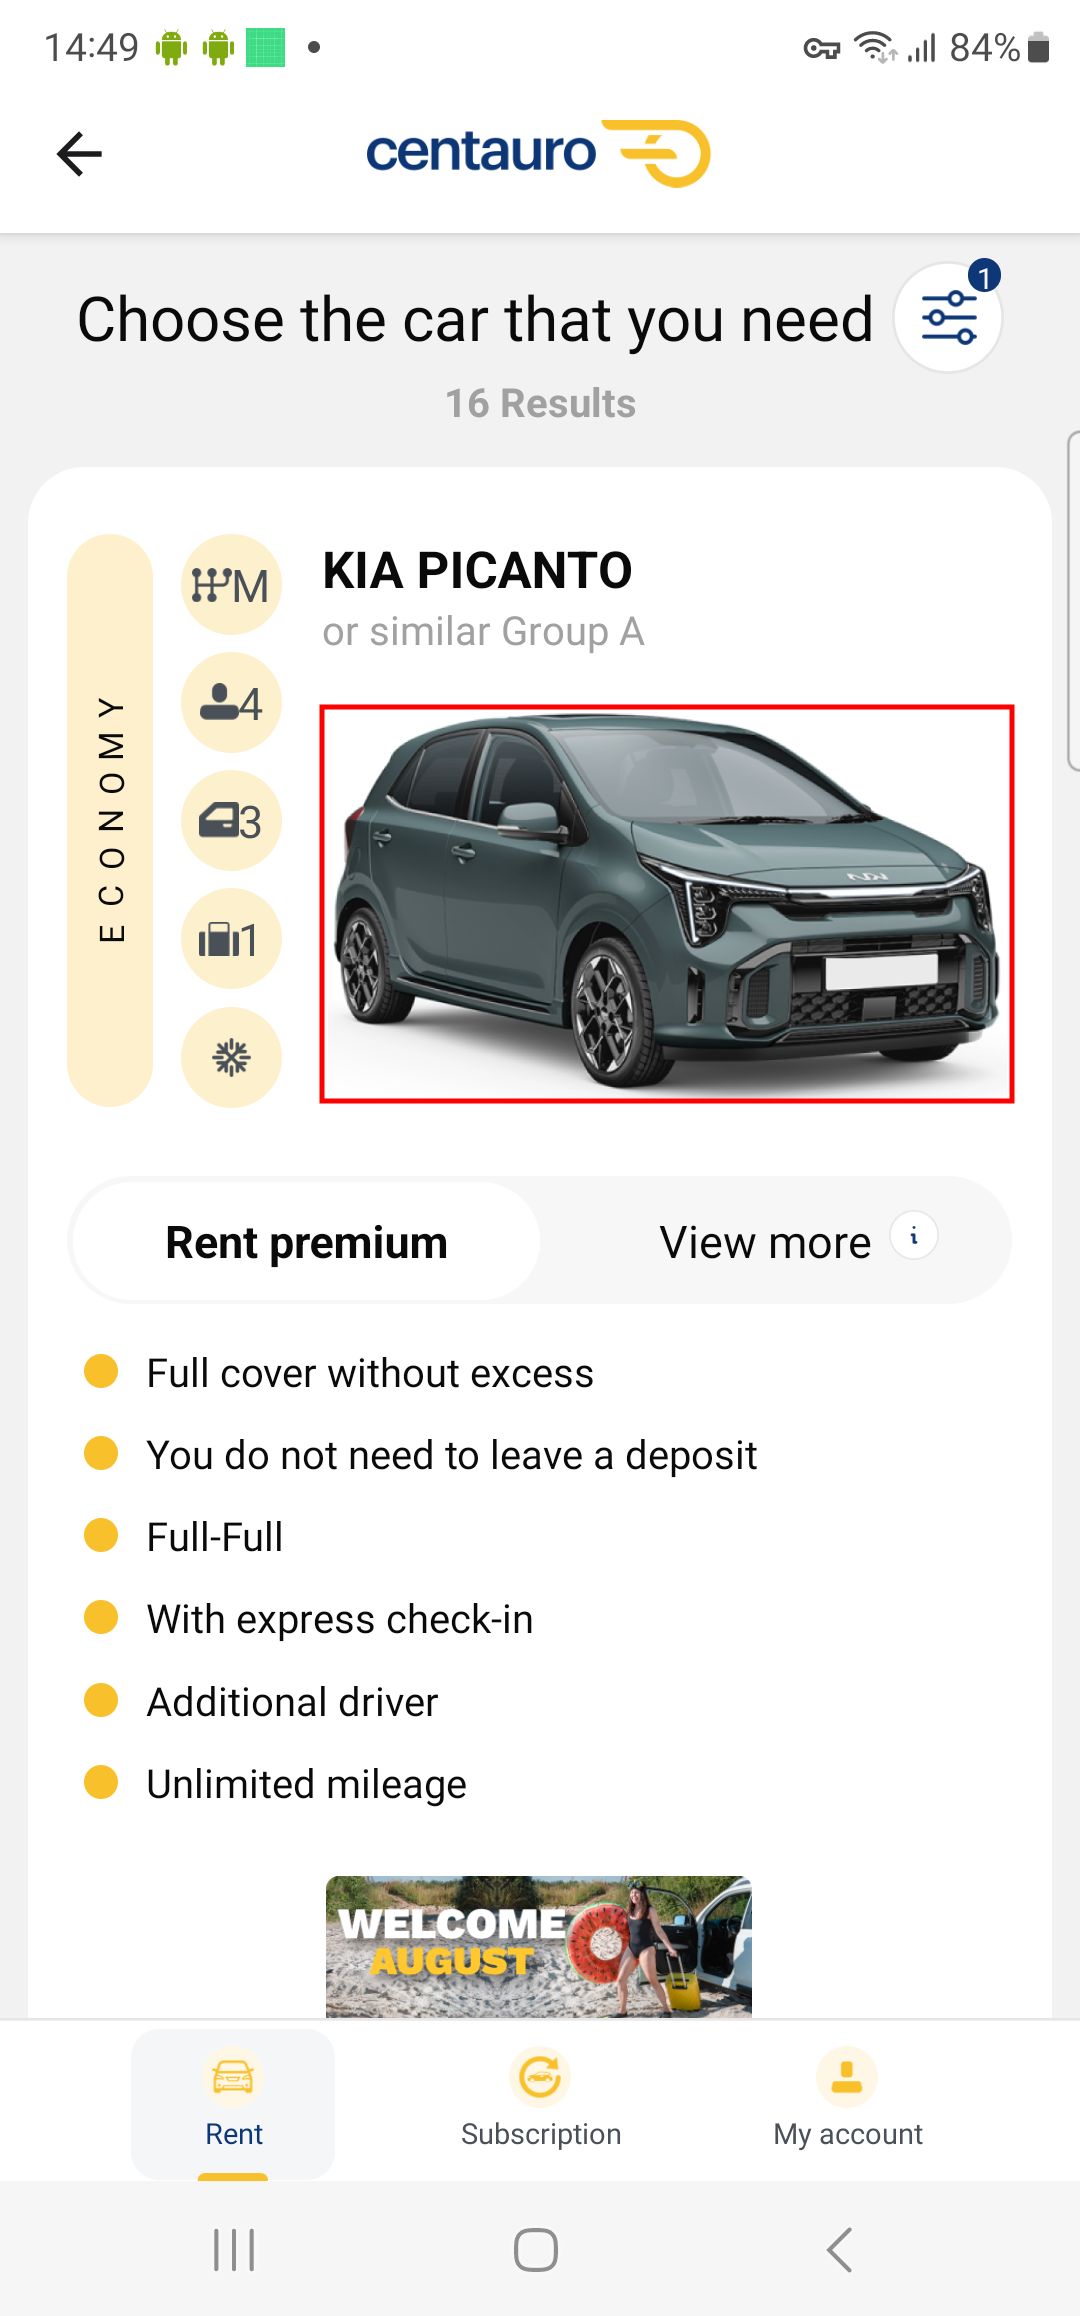 14:49
84%
centauro
1
Choose the car that you need
16 Results
ECONOMY
M
4
3
1
KIA PICANTO
or similar Group A
KIA
Rent premium
View more
i
Full cover without excess
You do not need to leave a deposit
Full-Full
With express check-in
Additional driver
Unlimited mileage
WELCOME
AUGUST
Rent
Subscription
My account